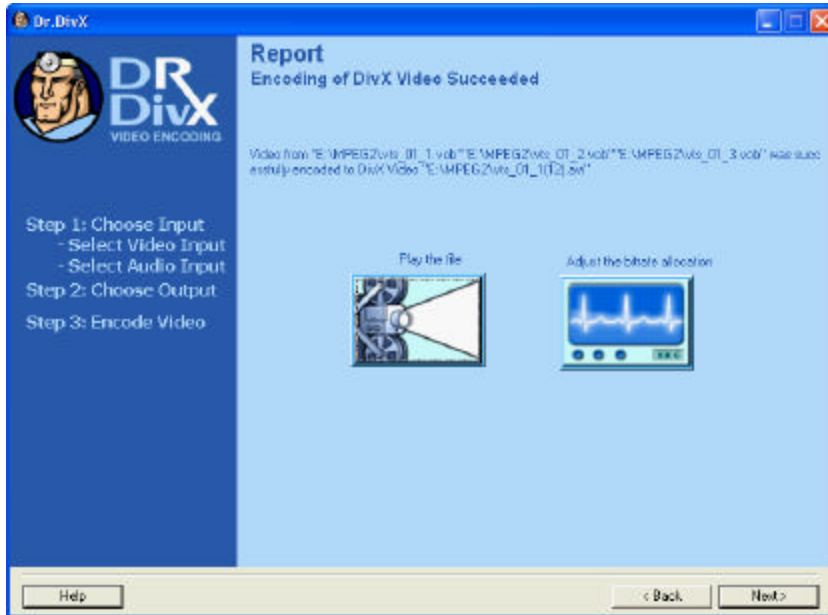 Dr.DivX
DR
DivX
VIDEO ENCODING
Step 1: Choose Input
- Select Video Input
- Select Audio Input
Step 2: Choose Output
Step 3: Encode Video
Report
Encoding of DivX Video Succeeded
Video from "E:\MPEG2\vts_01_1.vob""E:\MPEG2\vts_01_2.vob""E:\MPEG2\vts_01_3.vob" was succ
essfully encoded to DivX Video "E:\MPEG2\vts_01_1(12).avi"
Play the file
Adjust the bitrate allocation
Help
< Back
Next >